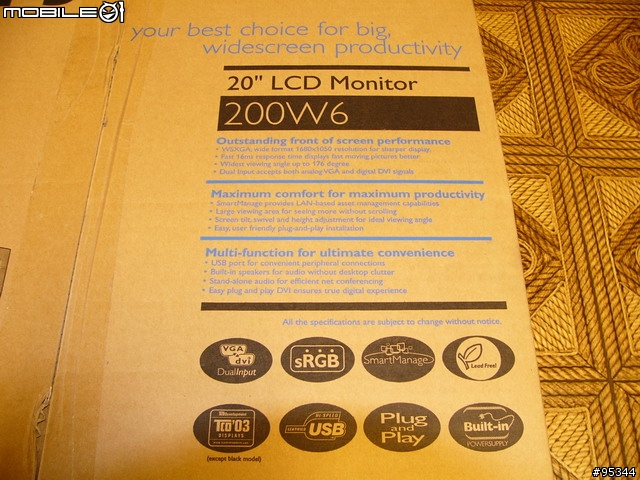 MOBILE01
your best choice for big,
widescreen productivity
20" LCD Monitor
200W6
Outstanding front of screen performance
• WSXGA, wide format 1680x1050 resolution for sharper display.
• Fast 16ms response time displays fast moving pictures better
• Widest viewing angle up to 176 degree
• Dual Input accepts both analog VGA and digital DVI signals
Maximum comfort for maximum productivity
• SmartManage provides LAN-based asset management capabilities
• Large viewing area for seeing more without scrolling
• Screen tilt, swivel and height adjustment for ideal viewing angle
• Easy, user friendly plug-and-play installation
Multi-function for ultimate convenience
• USB port for convenient peripheral connections
• Built-in speakers for audio without desktop clutter
• Stand-alone audio for efficient net conferencing
• Easy plug and play DVI ensures true digital experience
All the specifications are subject to change without notice.
VGA
dvi
DualInput
sRGB
SmartManage
Lead Free!
TCO'03
DISPLAYS
(except black model)
HI-SPEED
CERTIFIED
USB
Plug
and
Play
Built-in
POWERSUPPLY
#95344